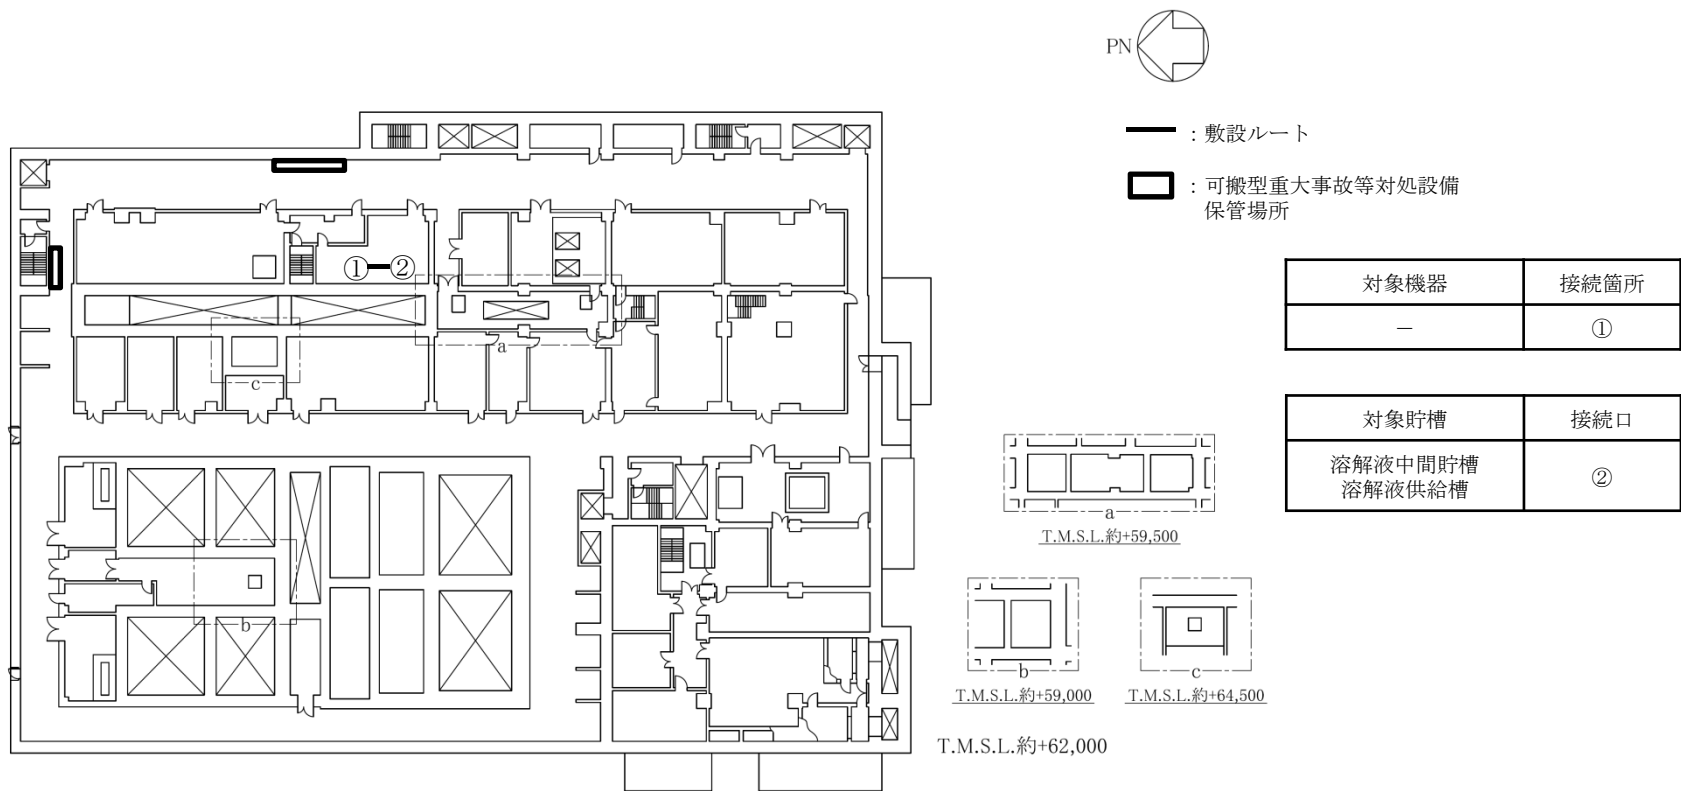 PN
：敷設ルート
：可搬型重大事故等対処設備
保管場所
①
②
対象機器 接続箇所
－ ①
対象貯槽 接続口
溶解液中間貯槽
溶解液供給槽
②
a
c
b
a
T.M.S.L.約+59,500
b
T.M.S.L.約+59,000
c
T.M.S.L.約+64,500
T.M.S.L.約+62,000